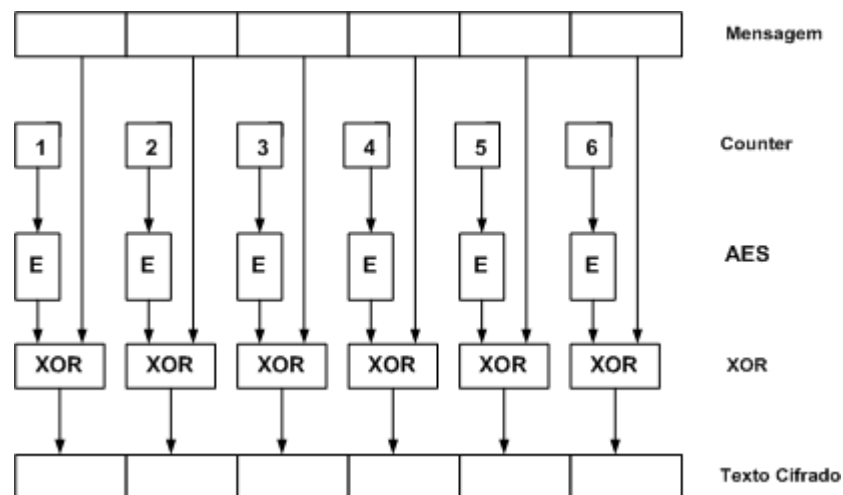 Mensagem
1 2 3 4 5 6 Counter
E E E E E E AES
XOR XOR XOR XOR XOR XOR XOR
Texto Cifrado